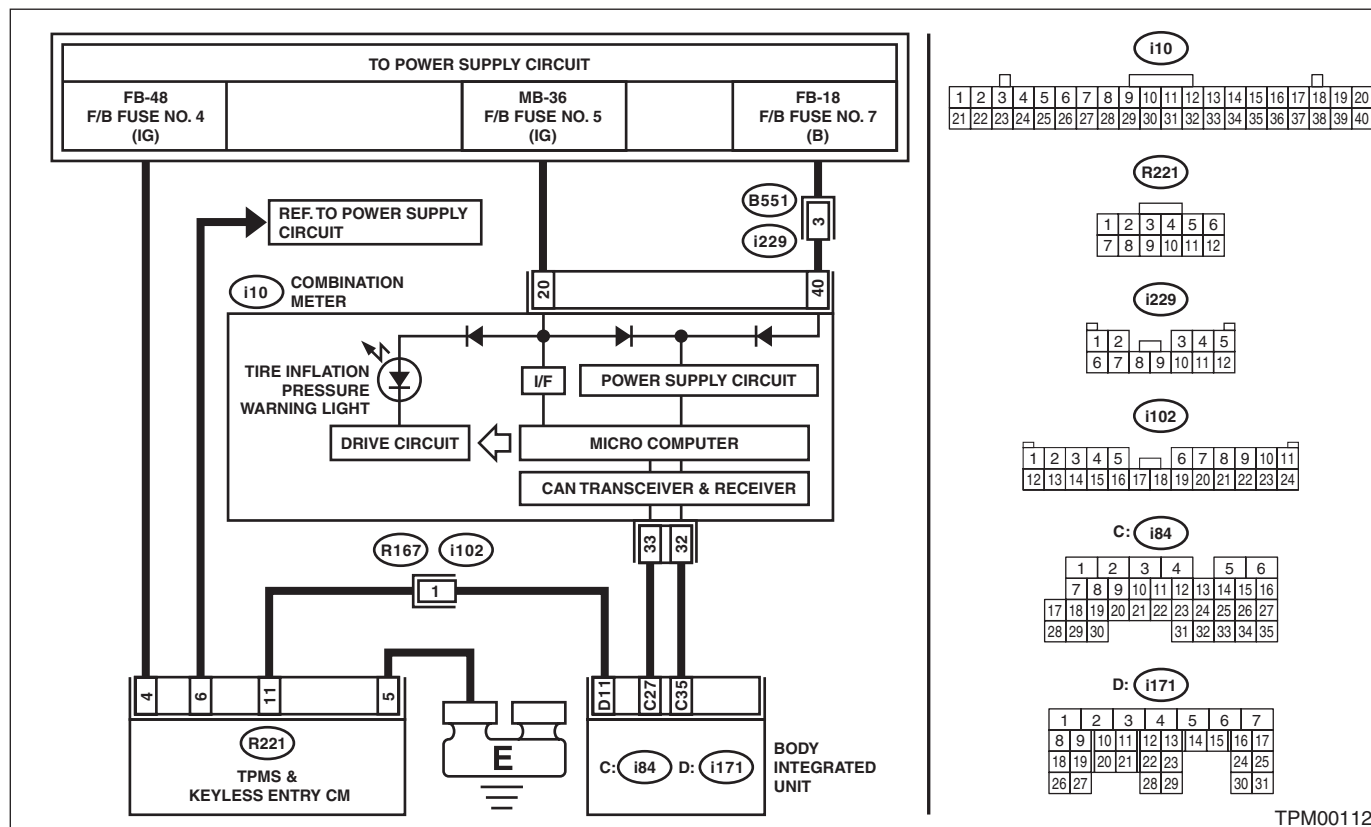 TO POWER SUPPLY CIRCUIT
FB-48
F/B FUSE NO. 4
(IG)
MB-36
F/B FUSE NO. 5
(IG)
FB-18
F/B FUSE NO. 7
(B)
REF. TO POWER SUPPLY
CIRCUIT
B551
3
i229
i10
COMBINATION
METER
20
40
TIRE INFLATION
PRESSURE
WARNING LIGHT
I/F
POWER SUPPLY CIRCUIT
DRIVE CIRCUIT
MICRO COMPUTER
CAN TRANSCEIVER & RECEIVER
33
32
R167
i102
1
4
6
11
5
D11
C27
C35
R221
TPMS &
KEYLESS ENTRY CM
E
C: i84 D: i171
BODY
INTEGRATED
UNIT
i10
1 2 3 4 5 6 7 8 9 10 11 12 13 14 15 16 17 18 19 20
21 22 23 24 25 26 27 28 29 30 31 32 33 34 35 36 37 38 39 40
R221
1 2 3 4 5 6
7 8 9 10 11 12
i229
1 2 3 4 5
6 7 8 9 10 11 12
i102
1 2 3 4 5 6 7 8 9 10 11
12 13 14 15 16 17 18 19 20 21 22 23 24
C: i84
1 2 3 4 5 6
7 8 9 10 11 12 13 14 15 16
17 18 19 20 21 22 23 24 25 26 27
28 29 30 31 32 33 34 35
D: i171
1 2 3 4 5 6 7
8 9 10 11 12 13 14 15 16 17
18 19 20 21 22 23 24 25
26 27 28 29 30 31
TPM00112